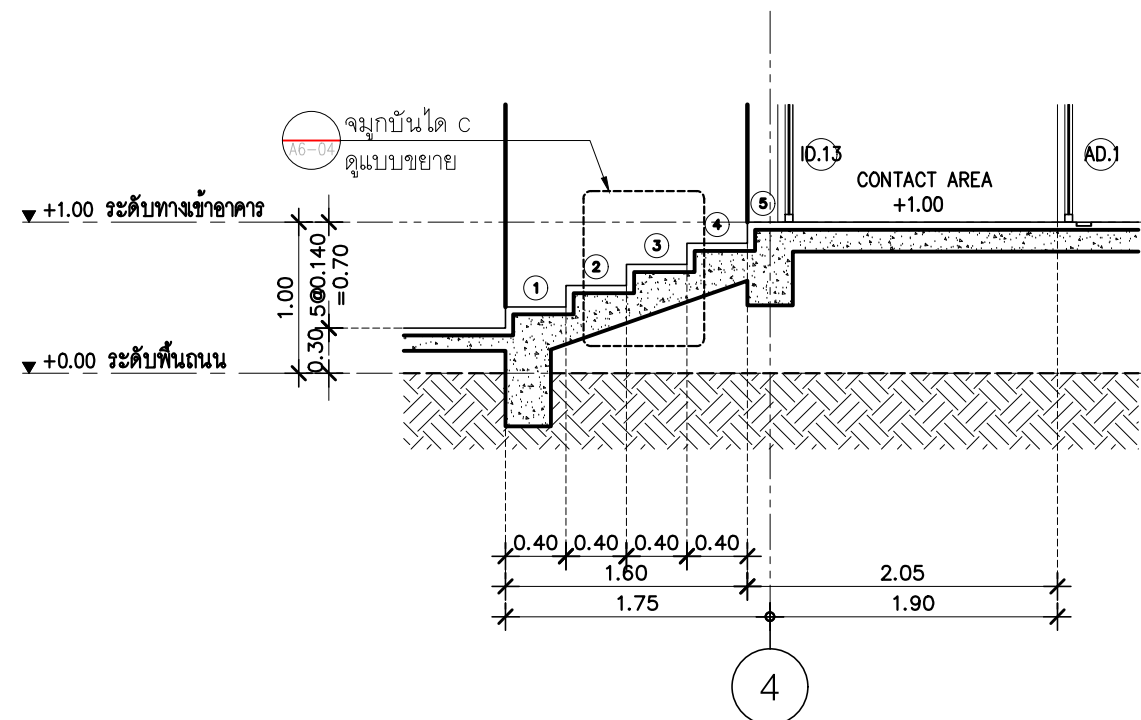 จมูกบันได C
A6-04
ดูแบบขยาย
ID.13
AD.1
CONTACT AREA
+1.00
+1.00 ระดับทางเข้าอาคาร
5
4
3
2
1
1.00
0.30
5@0.140
=0.70
+0.00 ระดับพื้นถนน
0.40 0.40 0.40 0.40
1.60 2.05
1.75 1.90
4